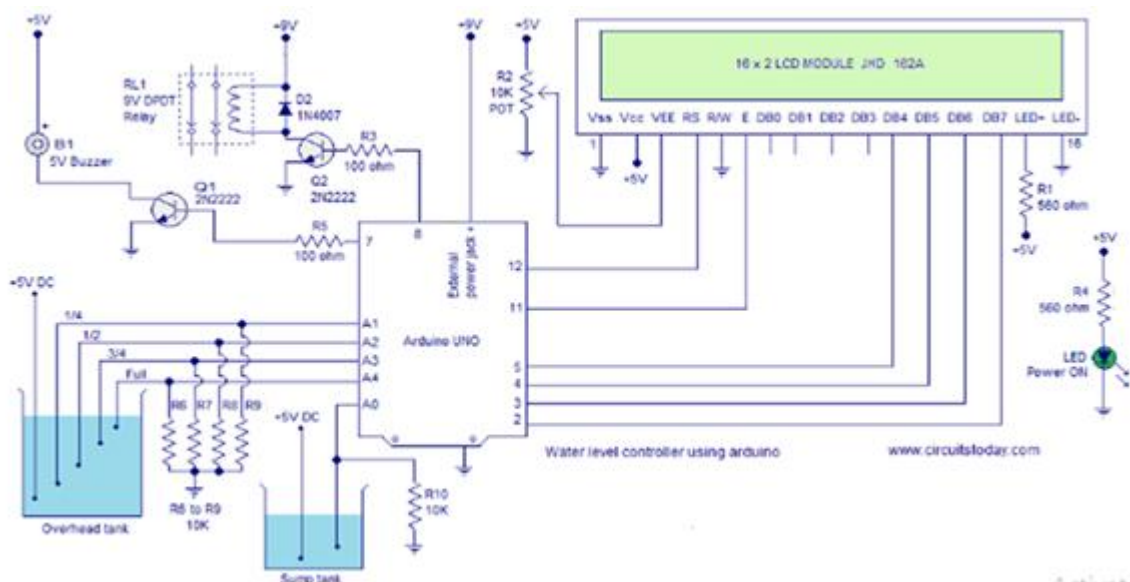 +5V
+9V
+9V
+5V
16 x 2 LCD MODULE JHD 162A
Vss Vcc VEE RS R/W E DB0 DB1 DB2 DB3 DB4 DB5 DB6 DB7 LED+ LED-
1
16
+5V
RL1
9V DPDT
Relay
D2
1N4007
R2
10K
POT
B1
5V Buzzer
R3
100 ohm
Q2
2N2222
Q1
2N2222
R5
100 ohm
R1
560 ohm
+5V
+5V
R4
560 ohm
LED
Power ON
7
8
External
power jack +
12
11
Arduino UNO
A1
A2
A3
A4
A0
5
4
3
2
+5V DC
1/4
1/2
3/4
Full
R6 R7 R8 R9
R6 to R9
10K
Overhead tank
+5V DC
R10
10K
Sump tank
Water level controller using arduino
www.circuitstoday.com